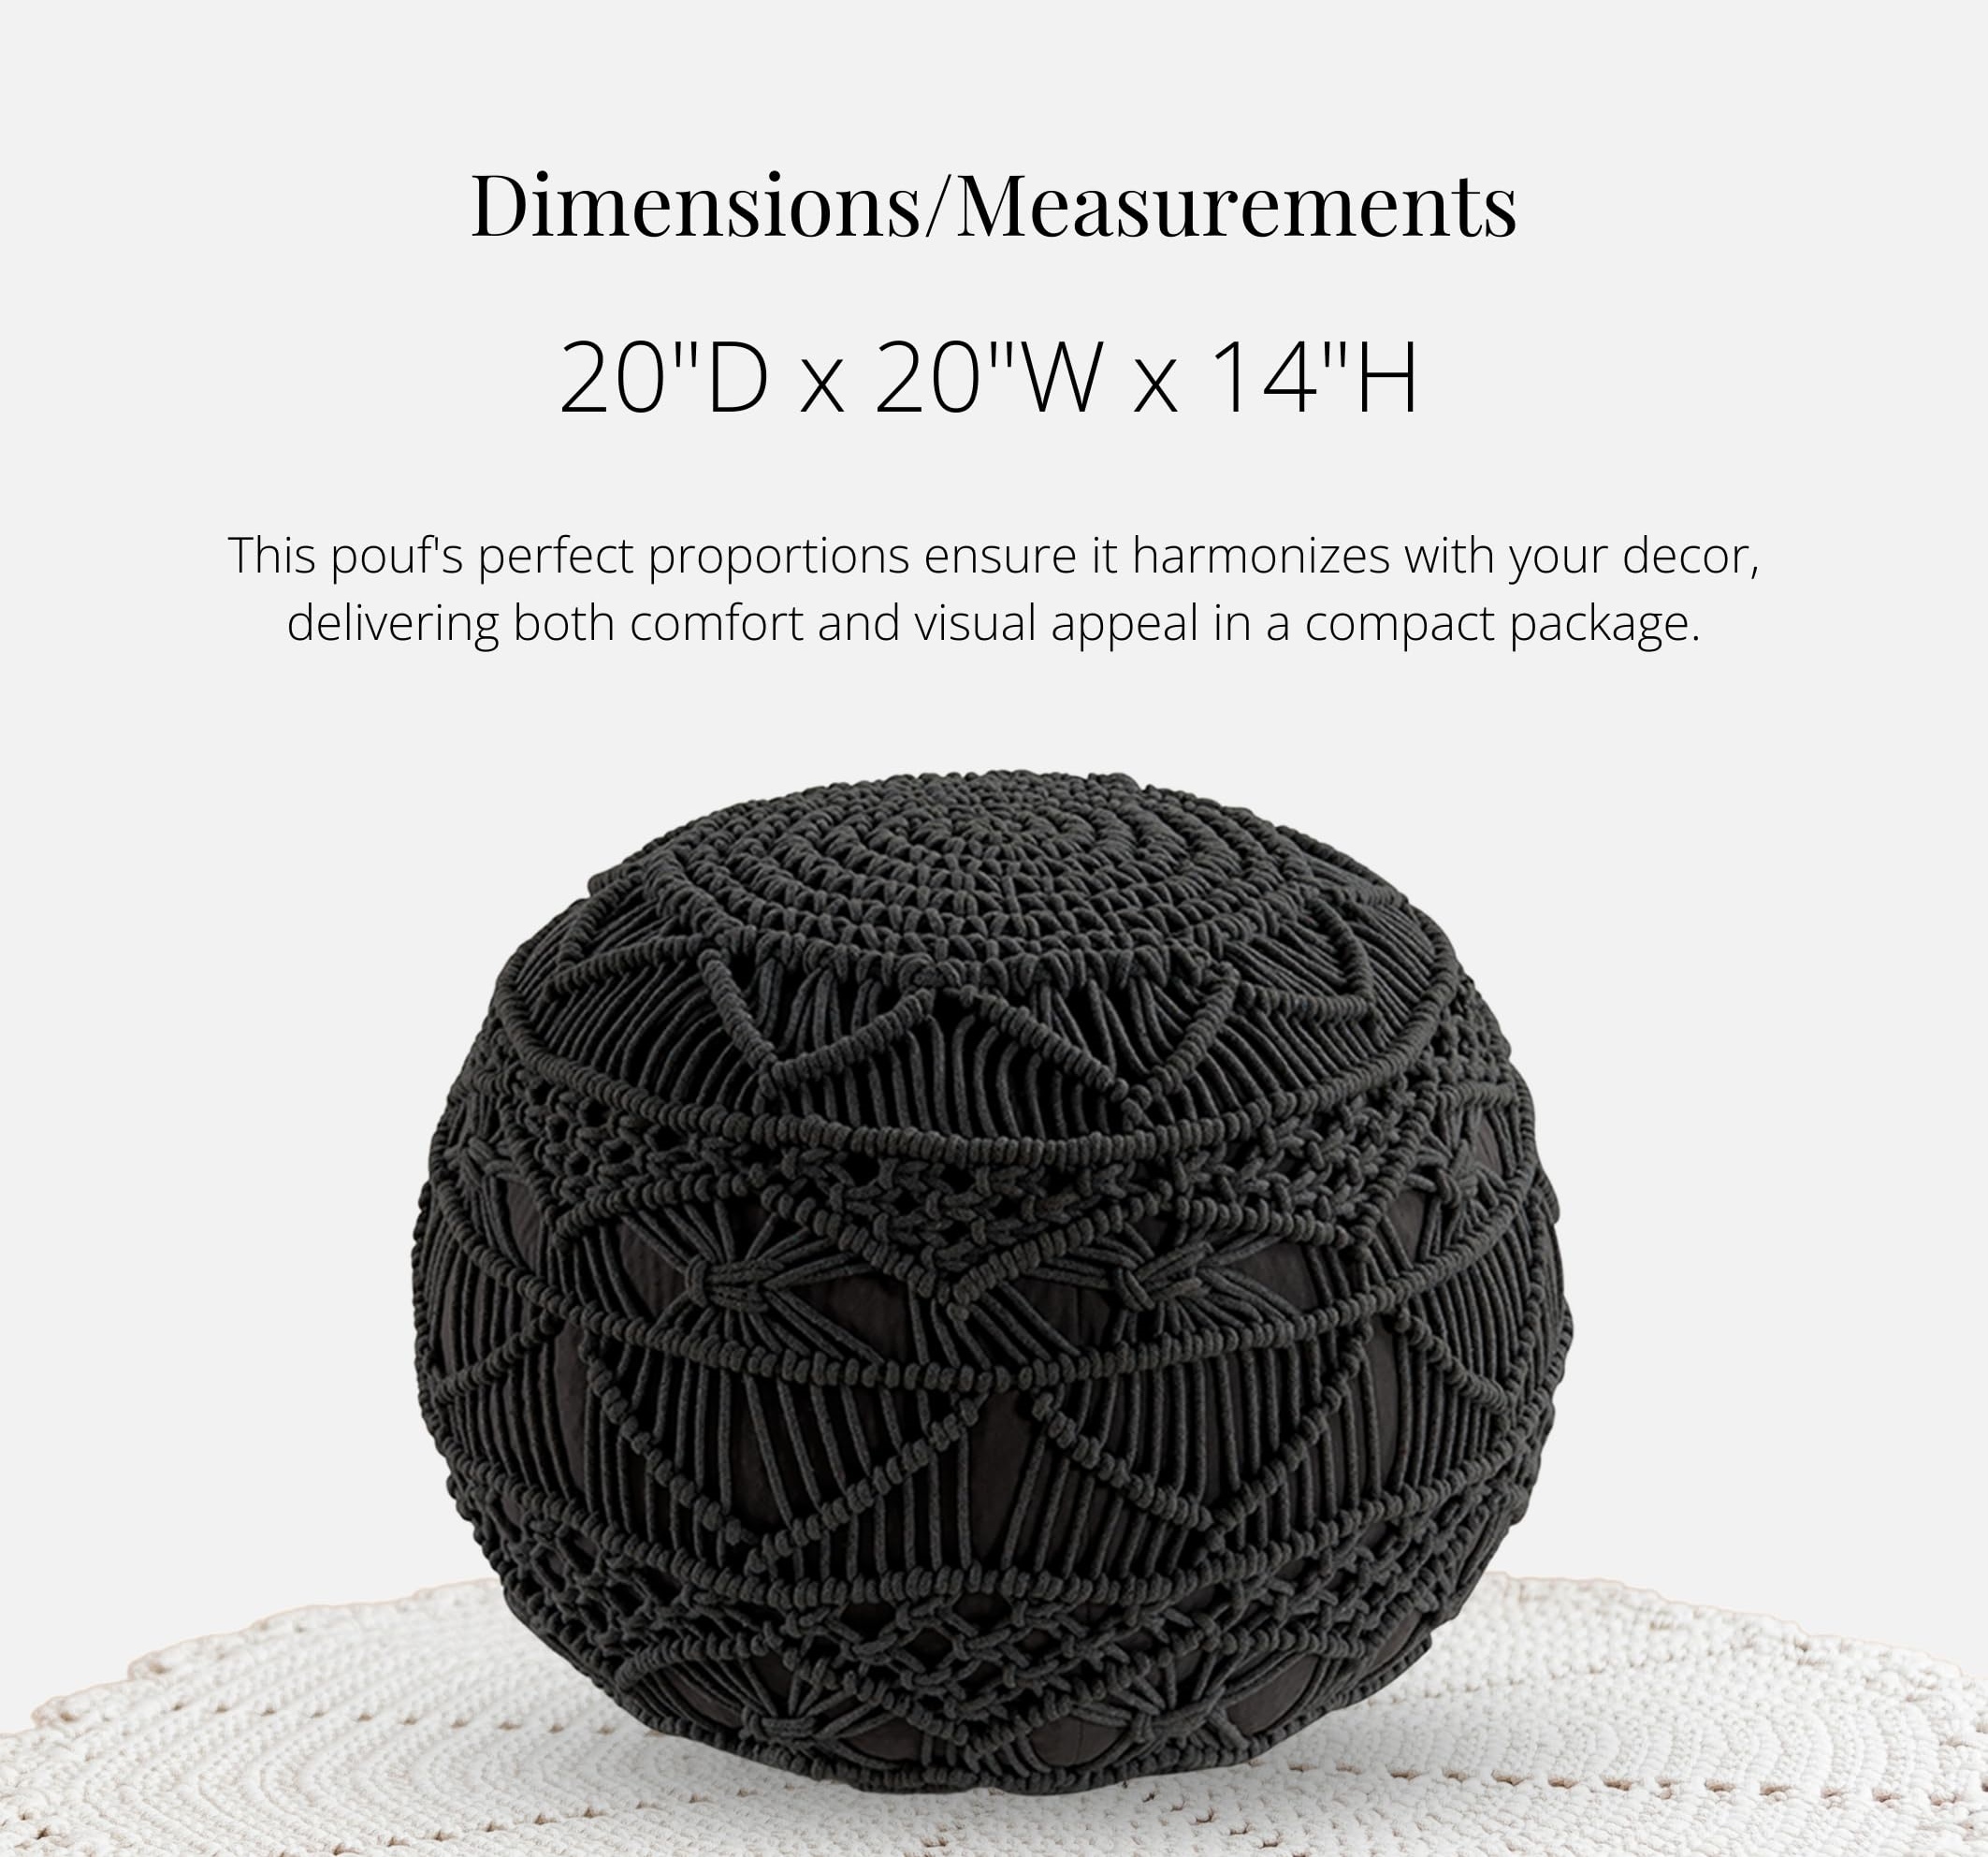 Dimensions/Measurements
20"D x 20"W x 14"H
This pouf's perfect proportions ensure it harmonizes with your decor,
delivering both comfort and visual appeal in a compact package.